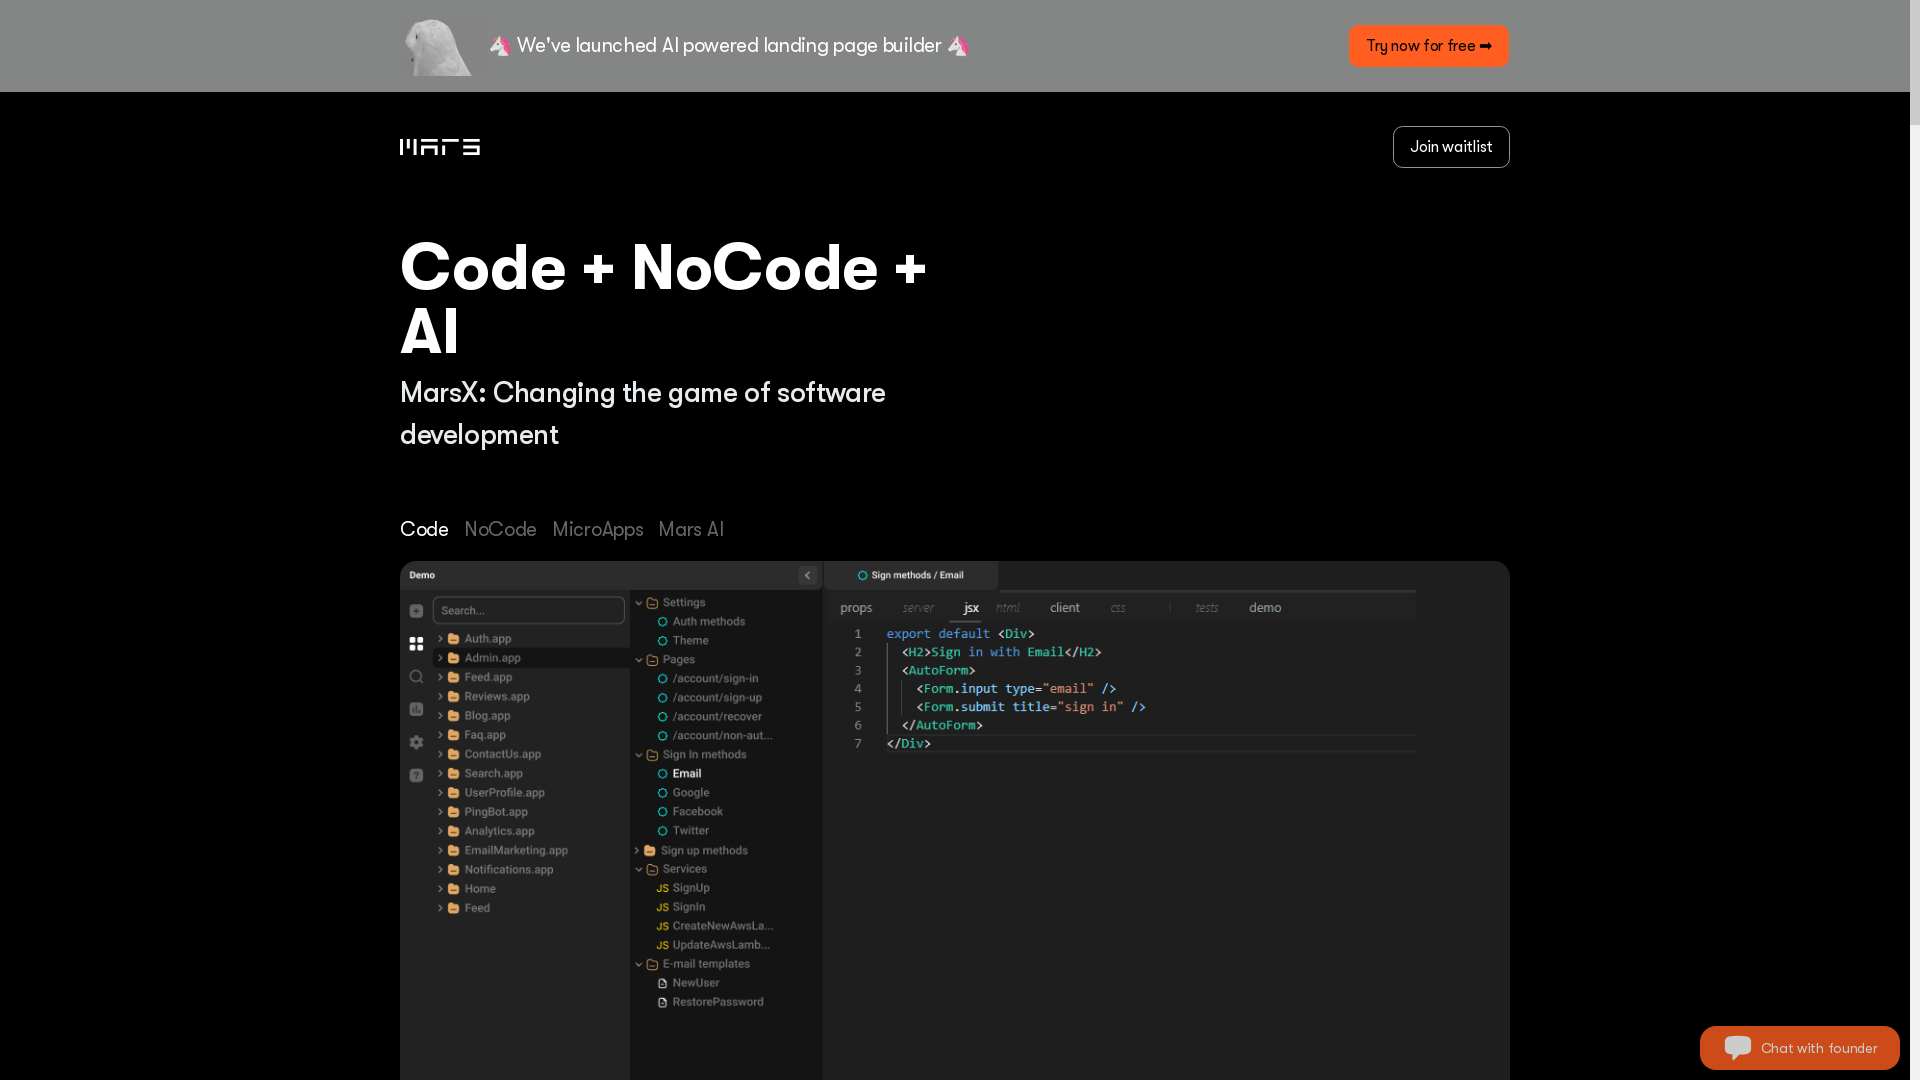 🦄 We've launched AI powered landing page builder 🦄
Try now for free ➡
MARS
Join waitlist
Code + NoCode +
AI
MarsX: Changing the game of software
development
Code NoCode MicroApps Mars AI
Demo
Sign methods / Email
Search...
Auth.app
Admin.app
Feed.app
Reviews.app
Blog.app
Faq.app
ContactUs.app
Search.app
UserProfile.app
PingBot.app
Analytics.app
EmailMarketing.app
Notifications.app
Home
Feed
Settings
Auth methods
Theme
Pages
/account/sign-in
/account/sign-up
/account/recover
/account/non-aut...
Sign In methods
Email
Google
Facebook
Twitter
Sign up methods
Services
JS SignUp
JS SignIn
JS CreateNewAwsLa...
JS UpdateAwsLamb...
E-mail templates
NewUser
RestorePassword
props server jsx html client css | tests demo
1 export default <Div>
2 <H2>Sign in with Email</H2>
3 <AutoForm>
4 <Form.input type="email" />
5 <Form.submit title="sign in" />
6 </AutoForm>
7 </Div>
Chat with founder